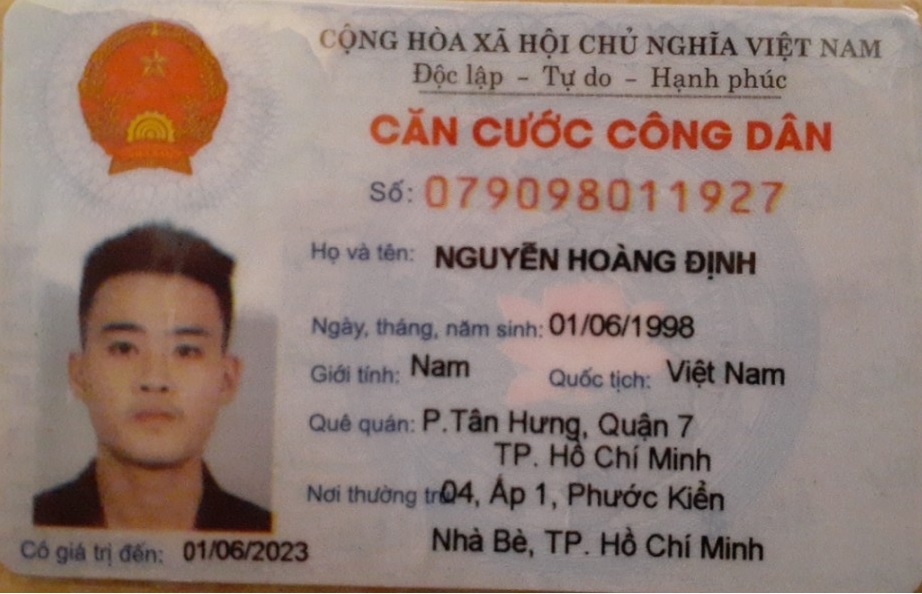 CỘNG HÒA XÃ HỘI CHỦ NGHĨA VIỆT NAM
Độc lập - Tự do - Hạnh phúc
CĂN CƯỚC CÔNG DÂN
Số: 079098011927
Họ và tên: NGUYỄN HOÀNG ĐỊNH
Ngày, tháng, năm sinh: 01/06/1998
Giới tính: Nam Quốc tịch: Việt Nam
Quê quán: P.Tân Hưng, Quận 7
TP. Hồ Chí Minh
Nơi thường trú: 04, Ấp 1, Phước Kiển
Nhà Bè, TP. Hồ Chí Minh
Có giá trị đến: 01/06/2023